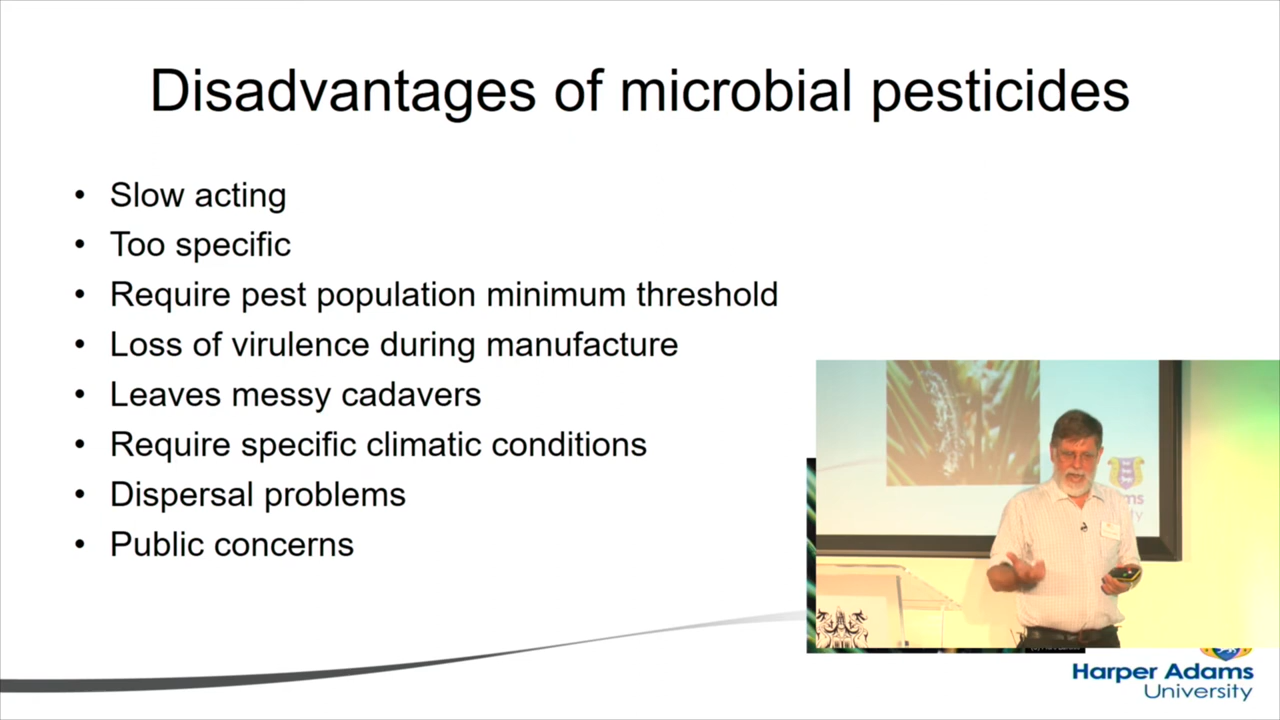 Disadvantages of microbial pesticides
• Slow acting
• Too specific
• Require pest population minimum threshold
• Loss of virulence during manufacture
• Leaves messy cadavers
• Require specific climatic conditions
• Dispersal problems
• Public concerns
Harper Adams
University